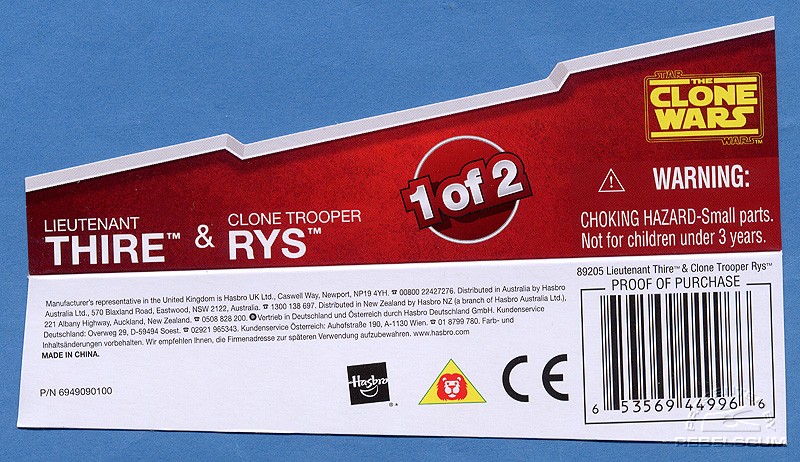 STAR
THE
CLONE
WARS
WARS™
LIEUTENANT
THIRE™
&
CLONE TROOPER
RYS™
1 of 2
⚠ WARNING:
CHOKING HAZARD-Small parts.
Not for children under 3 years.
Manufacturer's representative in the United Kingdom is Hasbro UK Ltd., Caswell Way, Newport, NP19 4YH. ☎ 00800 22427276. Distributed in Australia by Hasbro
Australia Ltd., 570 Blaxland Road, Eastwood, NSW 2122, Australia. ☎ 1300 138 697. Distributed in New Zealand by Hasbro NZ (a branch of Hasbro Australia Ltd.),
221 Albany Highway, Auckland, New Zealand. ☎ 0508 828 200. Vertrieb in Deutschland und Österreich durch Hasbro Deutschland GmbH. Kundenservice
Deutschland: Overweg 29, D-59494 Soest. ☎ 02921 965343. Kundenservice Österreich: Auhofstraße 190, A-1130 Wien. ☎ 01 8799 780. Farb- und
Inhaltsänderungen vorbehalten. Wir empfehlen Ihnen, die Firmenadresse zur späteren Verwendung aufzubewahren. www.hasbro.com
MADE IN CHINA.
P/N 6949090100
Hasbro
®*
CE
89205 Lieutenant Thire™ & Clone Trooper Rys™
PROOF OF PURCHASE
6 53569 44996 6
REBELSCUM